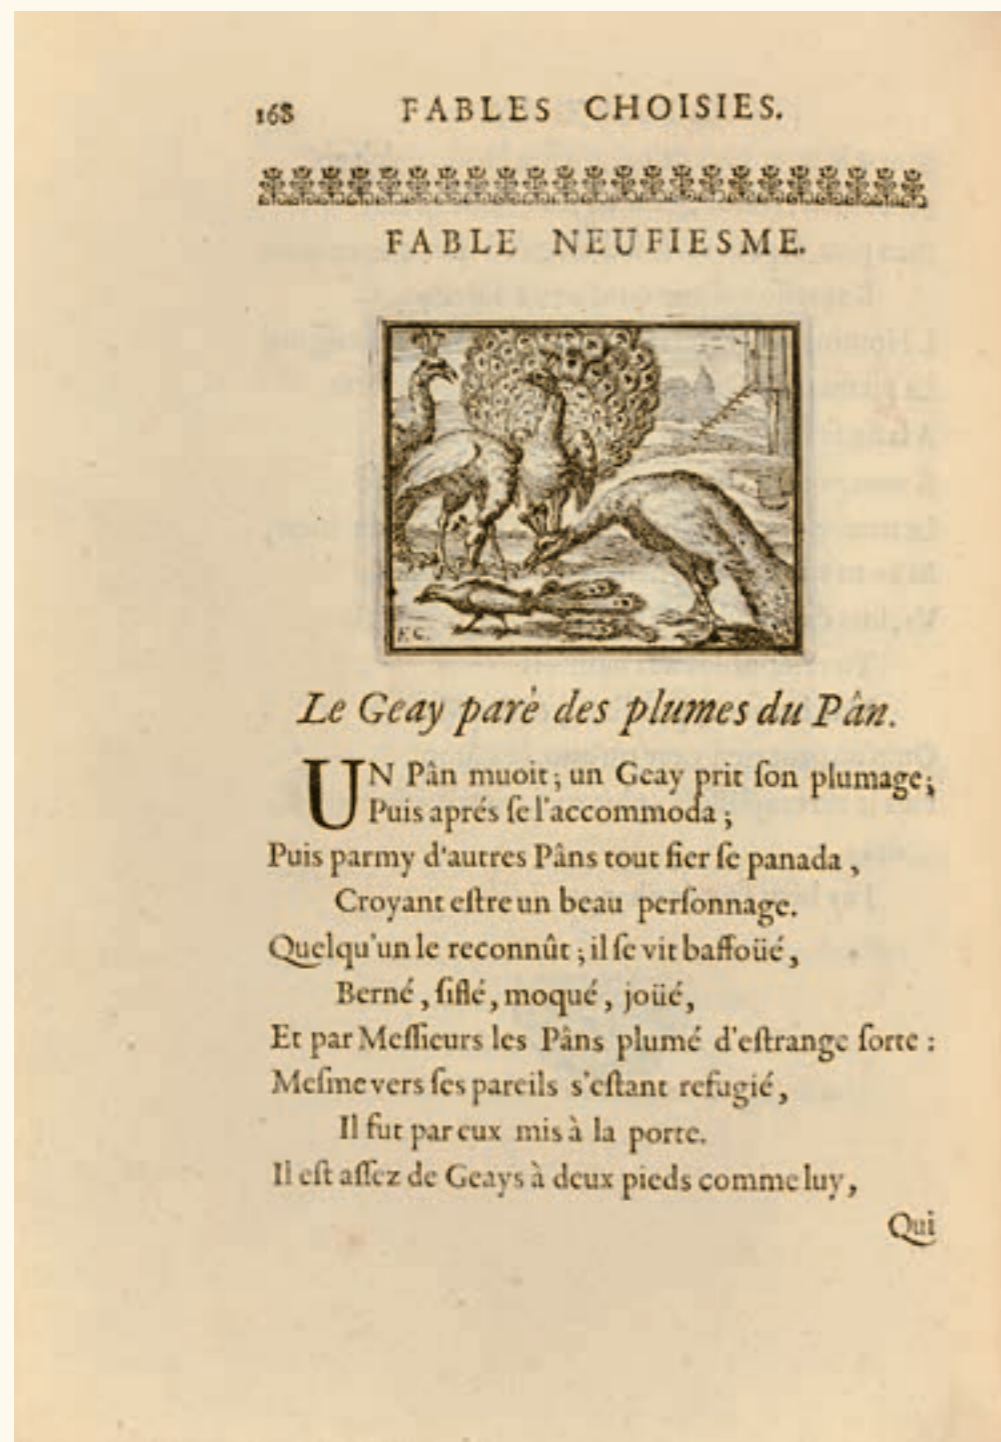 168 FABLES CHOISIES.
FABLE NEUFIESME.
F.C.
Le Geay paré des plumes du Pân.
UN Pân muoit ; un Geay prit ſon plumage ;
Puis aprés ſe l'accommoda ;
Puis parmy d'autres Pâns tout fier ſe panada ,
Croyant eſtre un beau perſonnage.
Quelqu'un le reconnût ; il ſe vit baffoüé ,
Berné , ſiflé , moqué , joüé ,
Et par Meſſieurs les Pâns plumé d'eſtrange ſorte :
Meſme vers ſes pareils s'eſtant refugié ,
Il fut par eux mis à la porte.
Il eſt aſſez de Geays à deux pieds comme luy ,
Qui